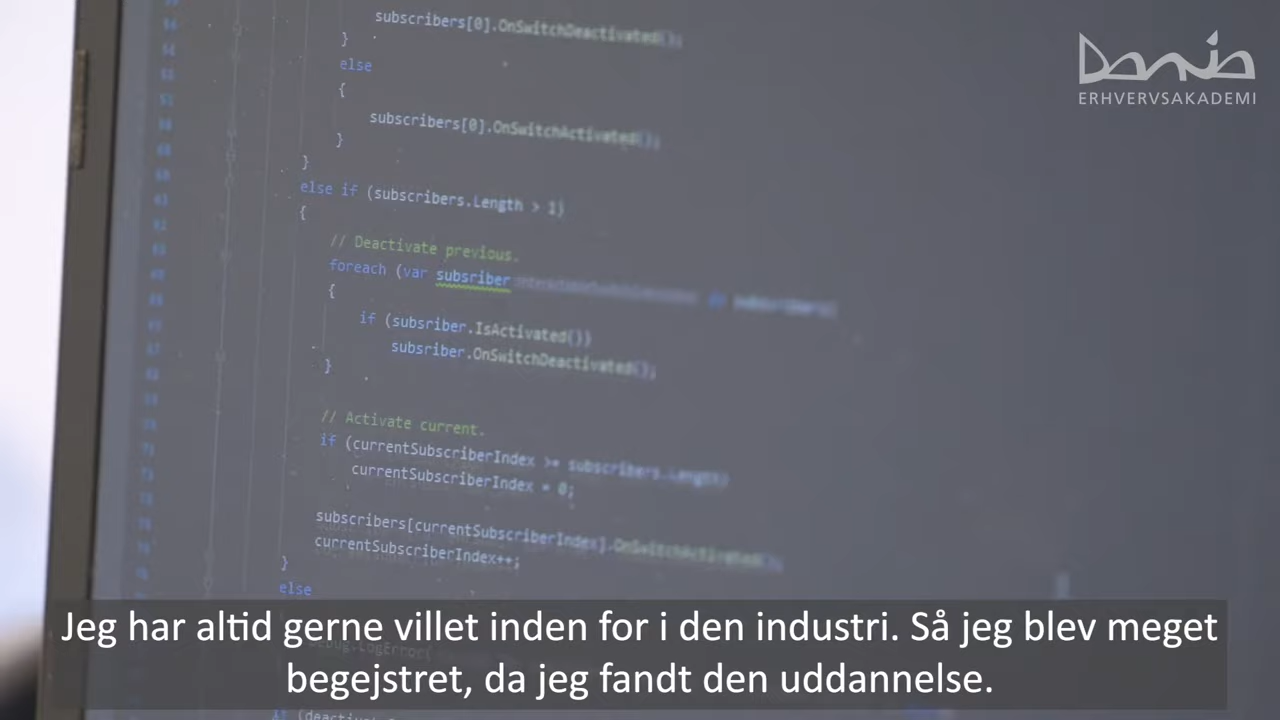 subscribers[0].OnSwitchDeactivated();
}
else
{
subscribers[0].OnSwitchActivated();
}
}
else if (subscribers.Length > 1)
{
// Deactivate previous.
foreach (var subsriber
{
if (subsriber.IsActivated())
subsriber.OnSwitchDeactivated();
}
// Activate current.
if (currentSubscriberIndex >= subscribers.Length)
currentSubscriberIndex = 0;
subscribers[currentSubscriberIndex].OnSwitchActivated();
currentSubscriberIndex++;
}
else
Dania
ERHVERVSAKADEMI
Jeg har altid gerne villet inden for i den industri. Så jeg blev meget
begejstret, da jeg fandt den uddannelse.